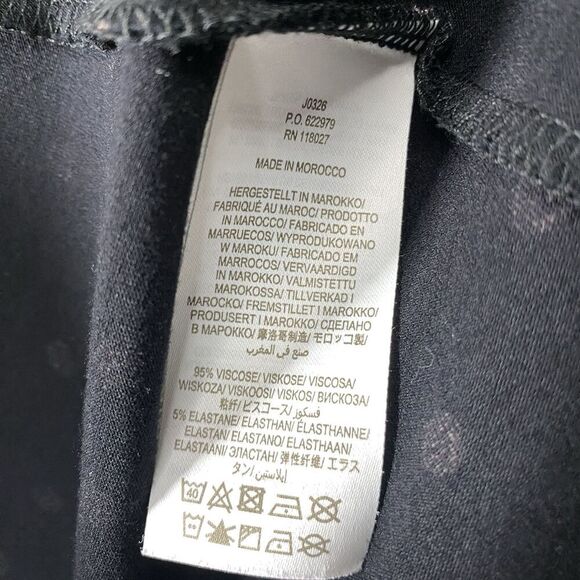 J0326
P.O. 622979
RN 118027
MADE IN MOROCCO
HERGESTELLT IN MAROKKO/
FABRIQUÉ AU MAROC/ PRODOTTO
IN MAROCCO/ FABRICADO EN
MARRUECOS/ WYPRODUKOWANO
W MAROKU/ FABRICADO EM
MARROCOS/ VERVAARDIGD
IN MAROKKO/ VALMISTETTU
MAROKOSSA/ TILLVERKAD I
MAROCKO/ FREMSTILLET I MAROKKO/
PRODUSERT I MAROKKO/ СДЕЛАНО
В МАРОККО/ 摩洛哥制造/ モロッコ製/
صنع في المغرب
95% VISCOSE/ VISKOSE/ VISCOSA/
WISKOZA/ VISKOOSI/ VISKOS/ ВИСКОЗА/
粘纤/ ビスコース/ فسكوز
5% ELASTANE/ ELASTHAN/ ELASTHANNE/
ELASTAN/ ELASTANO/ ELASTHAAN/
ELASTAANI/ ЭЛАСТАН/ 弹性纤维/ エラス
タン/ إيلاستين
40